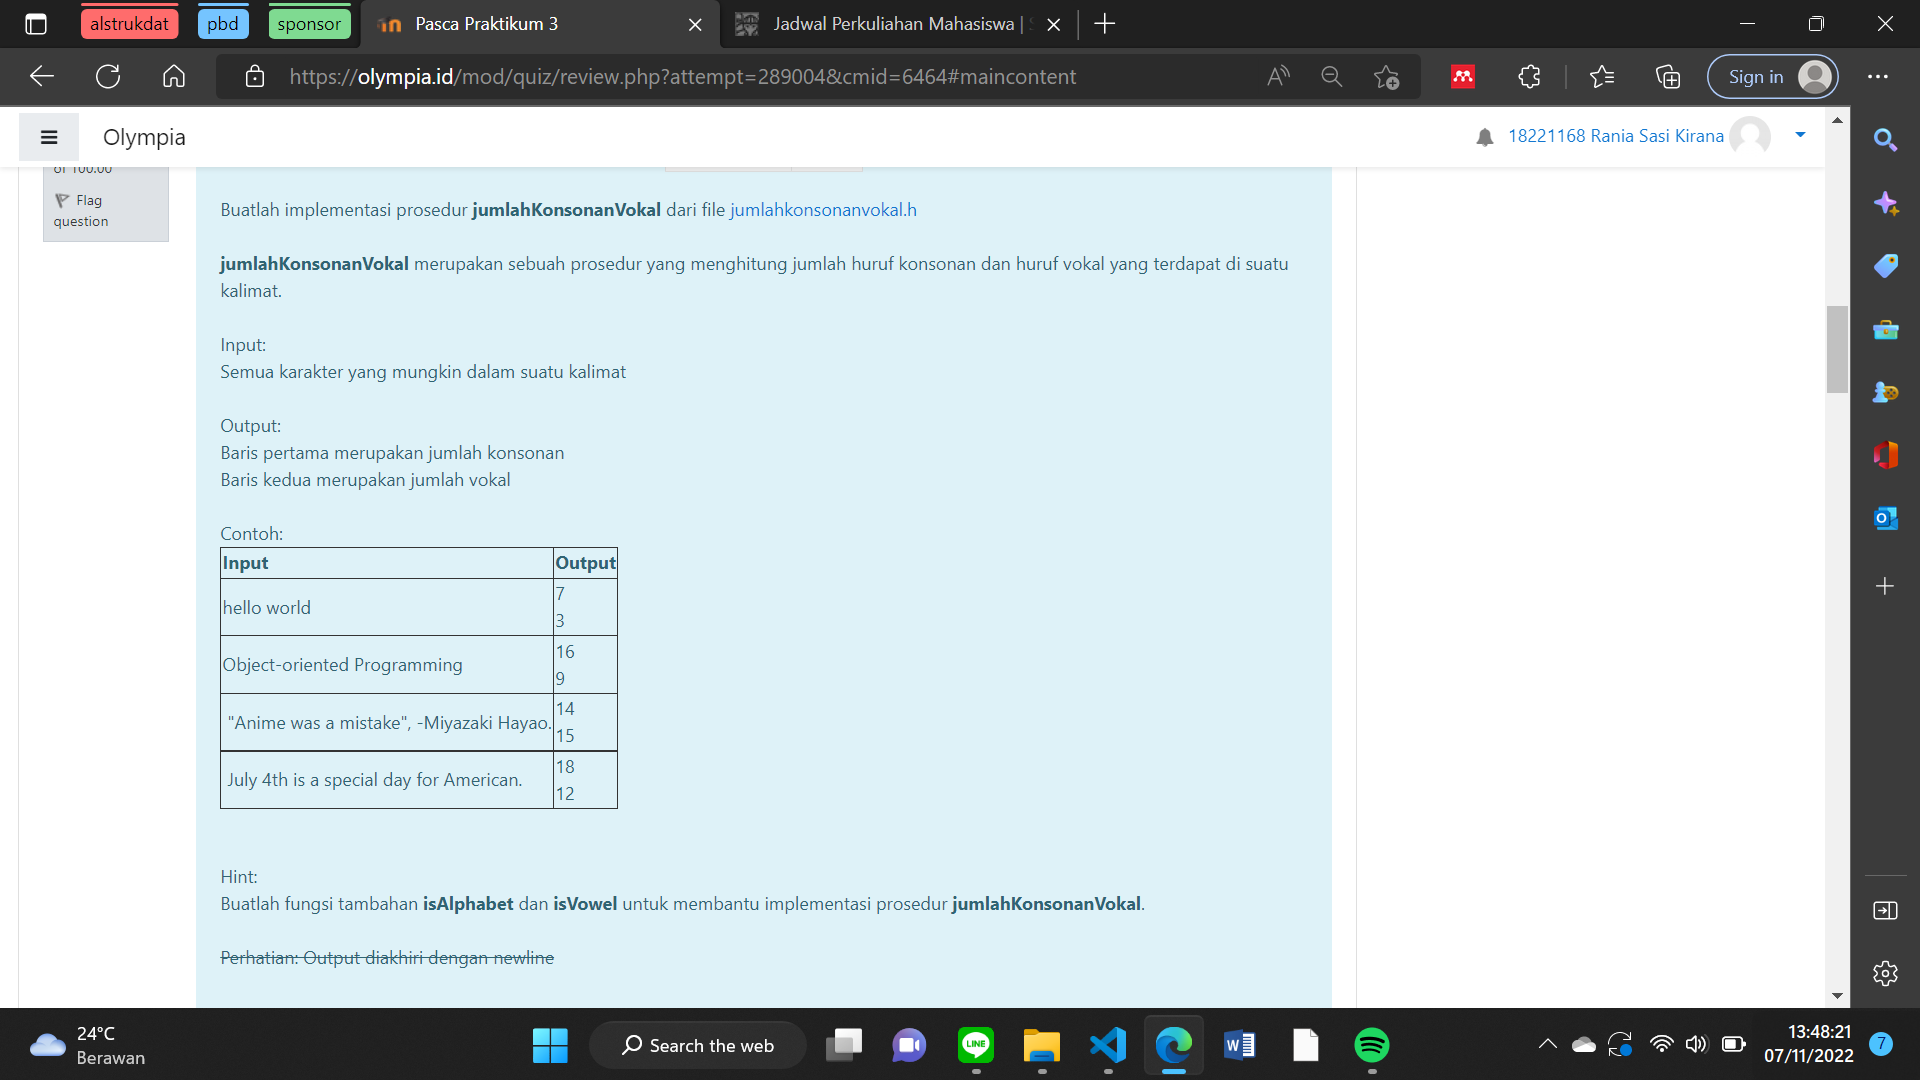 alstrukdat
pbd
sponsor
Pasca Praktikum 3
Jadwal Perkuliahan Mahasiswa |
https://olympia.id/mod/quiz/review.php?attempt=289004&cmid=6464#maincontent
Sign in
Olympia
18221168 Rania Sasi Kirana
of 100.00
Flag
question
Buatlah implementasi prosedur jumlahKonsonanVokal dari file jumlahkonsonanvokal.h
jumlahKonsonanVokal merupakan sebuah prosedur yang menghitung jumlah huruf konsonan dan huruf vokal yang terdapat di suatu
kalimat.
Input:
Semua karakter yang mungkin dalam suatu kalimat
Output:
Baris pertama merupakan jumlah konsonan
Baris kedua merupakan jumlah vokal
Contoh:
Input Output
hello world
7
3
Object-oriented Programming
16
9
"Anime was a mistake", -Miyazaki Hayao.
14
15
July 4th is a special day for American.
18
12
Hint:
Buatlah fungsi tambahan isAlphabet dan isVowel untuk membantu implementasi prosedur jumlahKonsonanVokal.
Perhatian: Output diakhiri dengan newline
24°C
Berawan
Search the web
LINE
13:48:21
07/11/2022
7